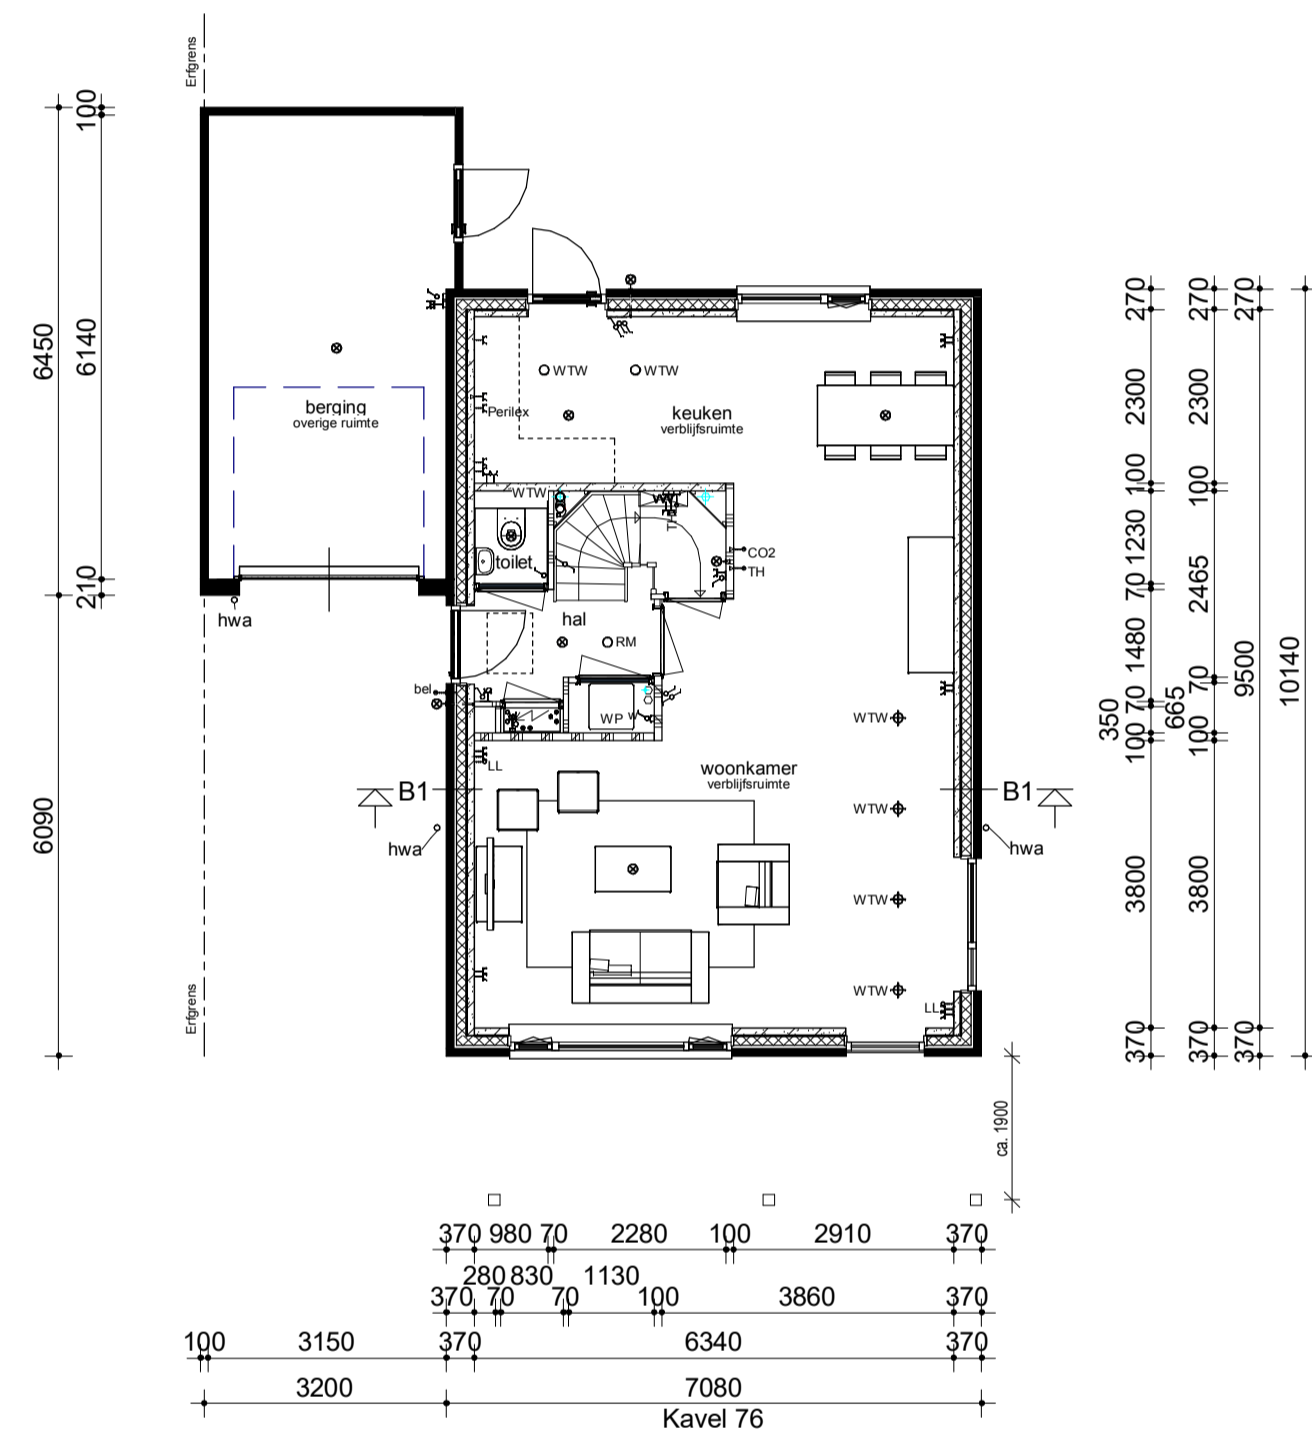 Erfgrens
100
6450
6140
210
6090
berging
overige ruimte
hwa
Perilex
WTW
WTW
keuken
verblijfsruimte
WTW
toilet
TH
CO2
TH
hal
RM
bel
WP
LL
woonkamer
verblijfsruimte
WTW
WTW
WTW
WTW
LL
B1
B1
hwa
hwa
Erfgrens
270
2300
100
1230
70
1480
70
350
100
3800
370
270
2300
100
2465
70
665
100
3800
370
270
9500
370
10140
ca. 1900
370 980 70 2280 100 2910 370
280 830 1130
370 70 70 100 3860 370
100 3150 370 6340 370
3200 7080
Kavel 76